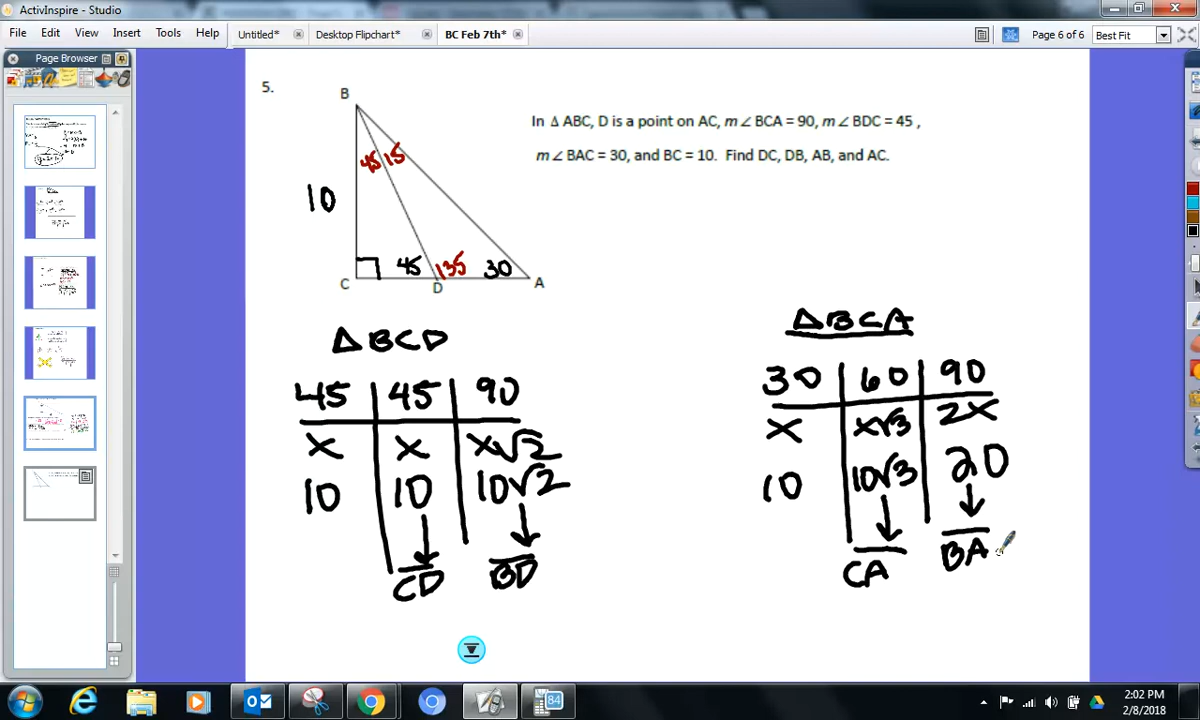 ActivInspire - Studio
File Edit View Insert Tools Help
Untitled* Desktop Flipchart* BC Feb 7th*
Page 6 of 6 Best Fit
Page Browser
5.
In Δ ABC, D is a point on AC, m∠BCA = 90, m∠BDC = 45 ,
m∠BAC = 30, and BC = 10. Find DC, DB, AB, and AC.
B
45 15
10
45 135 30
C D A
Δ BCD
45 45 90
x x x√2
10 10 10√2
CD BD
Δ BCA
30 60 90
x x√3 2x
10 10√3 20
CA BA
84
2:02 PM
2/8/2018